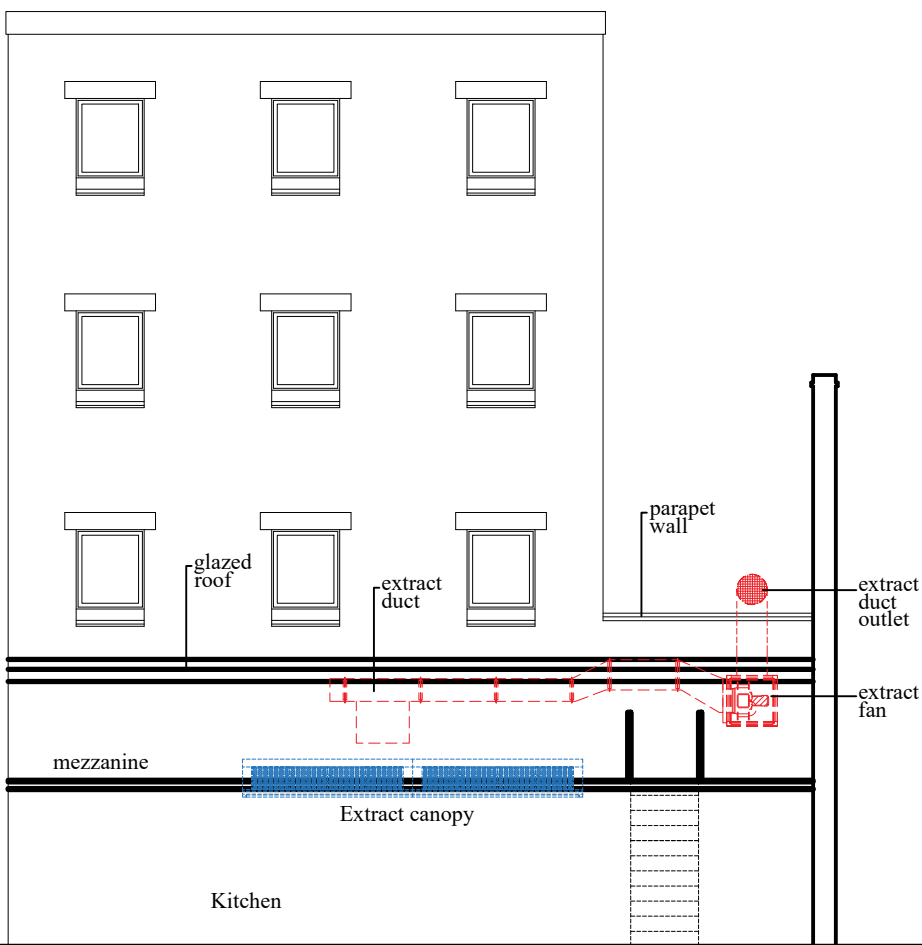 parapet
wall
glazed
roof
extract
duct
extract
duct
outlet
extract
fan
mezzanine
Extract canopy
Kitchen